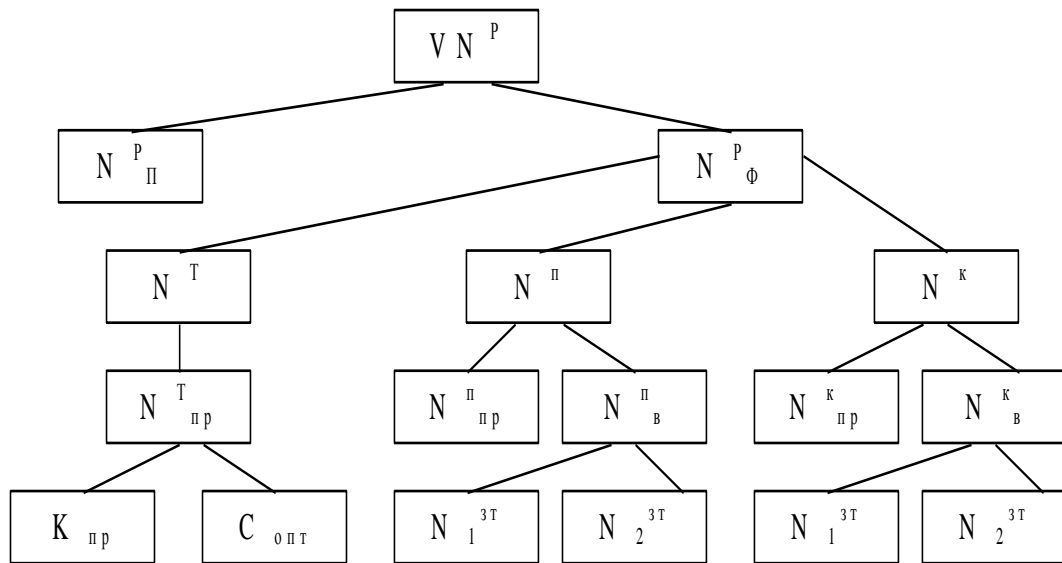 V N ᴾ
N ᴾ П
N ᴾ Ф
N ᵀ
N ⁿ
N ᵏ
N ᵀ пр
N ⁿ пр
N ⁿ в
N ᵏ пр
N ᵏ в
К пр
С опт
N 1 зт
N 2 зт
N 1 зт
N 2 зт